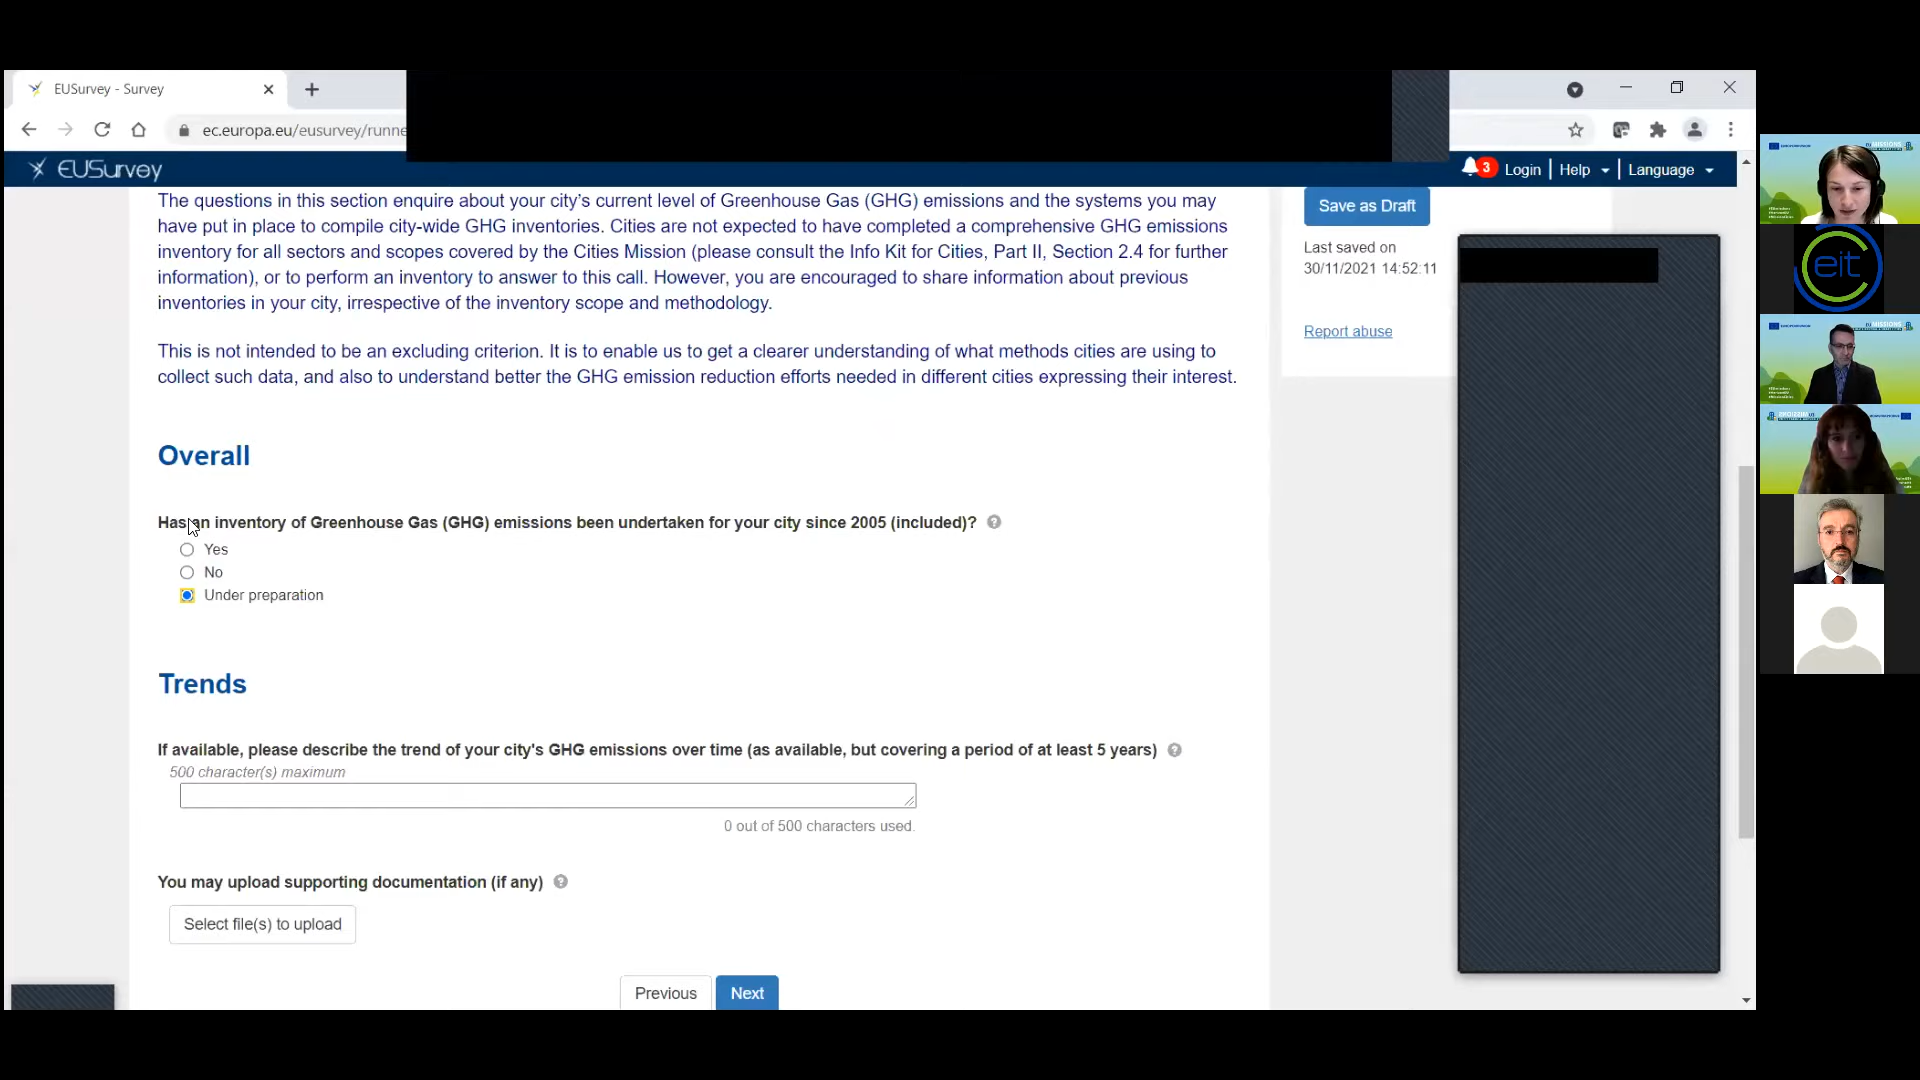 EUSurvey - Survey
ec.europa.eu/eusurvey/runne
EUSurvey
3 Login Help Language
The questions in this section enquire about your city's current level of Greenhouse Gas (GHG) emissions and the systems you may
have put in place to compile city-wide GHG inventories. Cities are not expected to have completed a comprehensive GHG emissions
inventory for all sectors and scopes covered by the Cities Mission (please consult the Info Kit for Cities, Part II, Section 2.4 for further
information), or to perform an inventory to answer to this call. However, you are encouraged to share information about previous
inventories in your city, irrespective of the inventory scope and methodology.
This is not intended to be an excluding criterion. It is to enable us to get a clearer understanding of what methods cities are using to
collect such data, and also to understand better the GHG emission reduction efforts needed in different cities expressing their interest.
Save as Draft
Last saved on
30/11/2021 14:52:11
Report abuse
Overall
Has an inventory of Greenhouse Gas (GHG) emissions been undertaken for your city since 2005 (included)?
Yes
No
Under preparation
Trends
If available, please describe the trend of your city's GHG emissions over time (as available, but covering a period of at least 5 years)
500 character(s) maximum
0 out of 500 characters used.
You may upload supporting documentation (if any)
Select file(s) to upload
Previous Next
eit